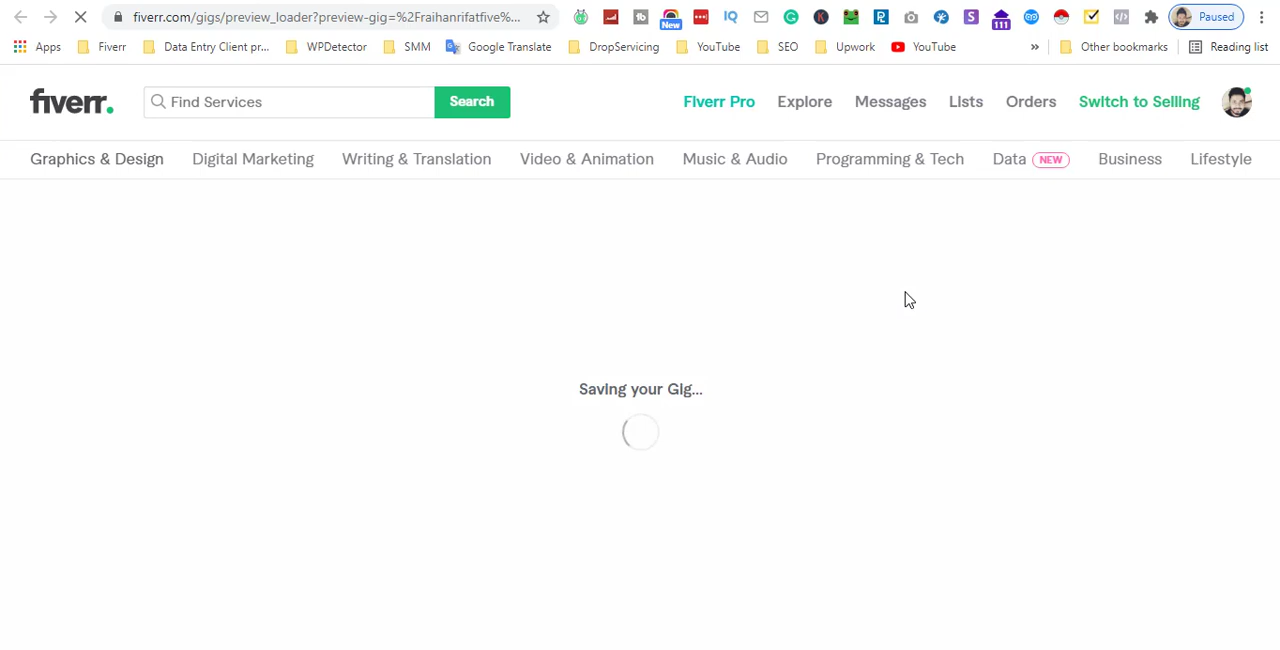 fiverr.com/gigs/preview_loader?preview-gig=%2Fraihanrifatfive%...
New
IQ
111
Paused
Apps Fiverr Data Entry Client pr... WPDetector SMM Google Translate DropServicing YouTube SEO Upwork YouTube » Other bookmarks Reading list
fiverr.
Find Services
Search
Fiverr Pro Explore Messages Lists Orders Switch to Selling
Graphics & Design Digital Marketing Writing & Translation Video & Animation Music & Audio Programming & Tech Data NEW Business Lifestyle
Saving your Gig...